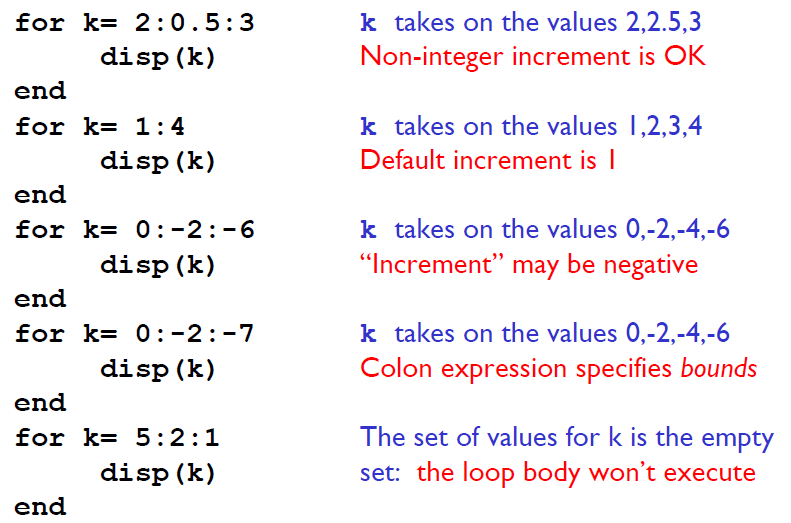 for k= 2:0.5:3 k takes on the values 2,2.5,3
disp(k) Non-integer increment is OK
end
for k= 1:4 k takes on the values 1,2,3,4
disp(k) Default increment is 1
end
for k= 0:-2:-6 k takes on the values 0,-2,-4,-6
disp(k) “Increment” may be negative
end
for k= 0:-2:-7 k takes on the values 0,-2,-4,-6
disp(k) Colon expression specifies bounds
end
for k= 5:2:1 The set of values for k is the empty
disp(k) set: the loop body won’t execute
end